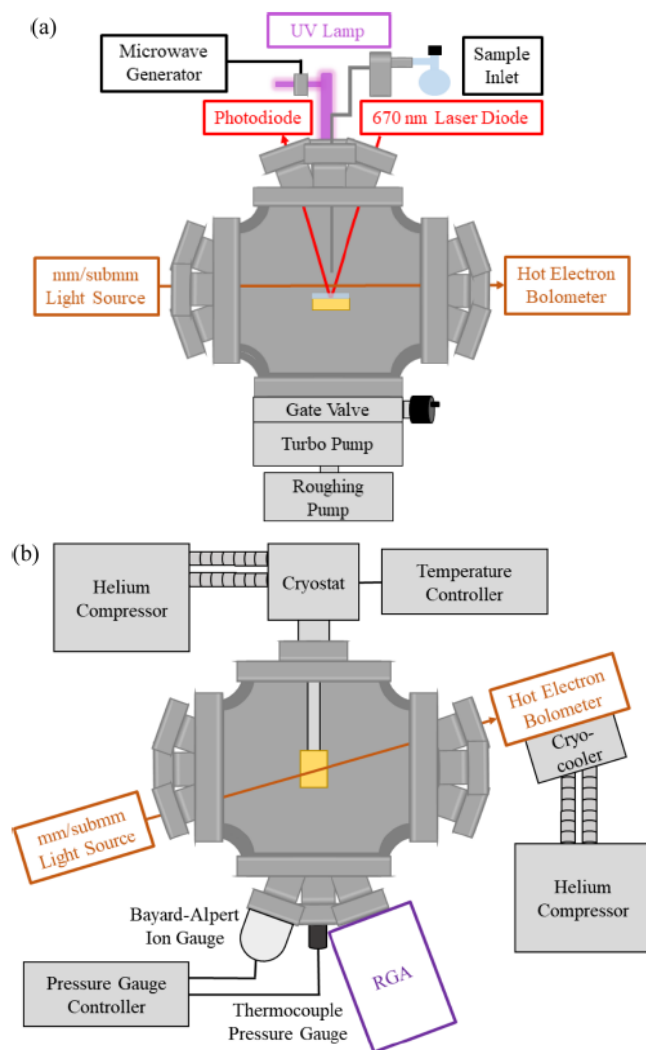 (a)
UV Lamp
Microwave
Generator
Sample
Inlet
Photodiode
670 nm Laser Diode
mm/submm
Light Source
Hot Electron
Bolometer
Gate Valve
Turbo Pump
Roughing
Pump
(b)
Helium
Compressor
Cryostat
Temperature
Controller
Hot Electron
Bolometer
Cryo-
cooler
mm/submm
Light Source
Helium
Compressor
Bayard-Alpert
Ion Gauge
RGA
Pressure Gauge
Controller
Thermocouple
Pressure Gauge